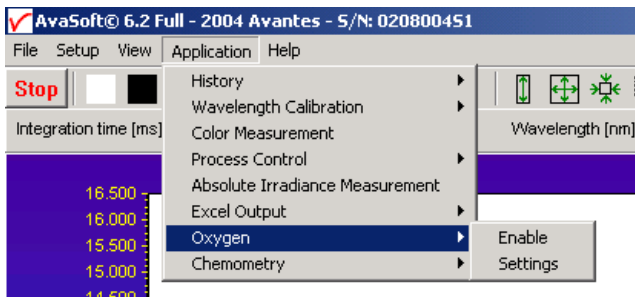 AvaSoft© 6.2 Full - 2004 Avantes - S/N: 0208004S1
File Setup View Application Help
Stop
History
Wavelength Calibration
Integration time [ms]
Color Measurement
Wavelength [nm]
Process Control
Absolute Irradiance Measurement
16.500
Excel Output
16.000
Oxygen
Enable
15.500
Chemometry
Settings
15.000
14.500